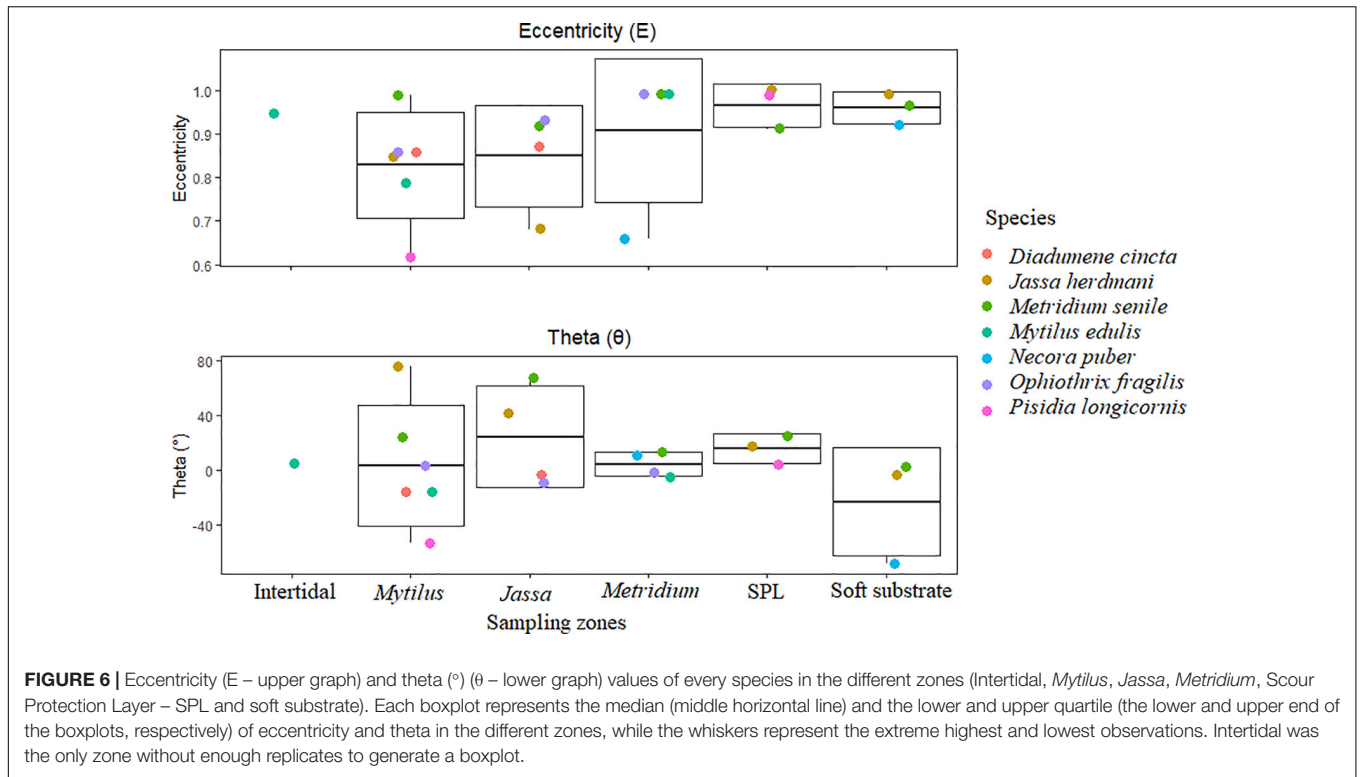 Eccentricity (E)
Eccentricity
1.0
0.9
0.8
0.7
0.6
Theta (θ)
Theta (°)
80
40
0
-40
Intertidal Mytilus Jassa Metridium SPL Soft substrate
Sampling zones
Species
Diadumene cincta
Jassa herdmani
Metridium senile
Mytilus edulis
Necora puber
Ophiothrix fragilis
Pisidia longicornis
FIGURE 6 | Eccentricity (E – upper graph) and theta (°) (θ – lower graph) values of every species in the different zones (Intertidal, Mytilus, Jassa, Metridium, Scour
Protection Layer – SPL and soft substrate). Each boxplot represents the median (middle horizontal line) and the lower and upper quartile (the lower and upper end of
the boxplots, respectively) of eccentricity and theta in the different zones, while the whiskers represent the extreme highest and lowest observations. Intertidal was
the only zone without enough replicates to generate a boxplot.